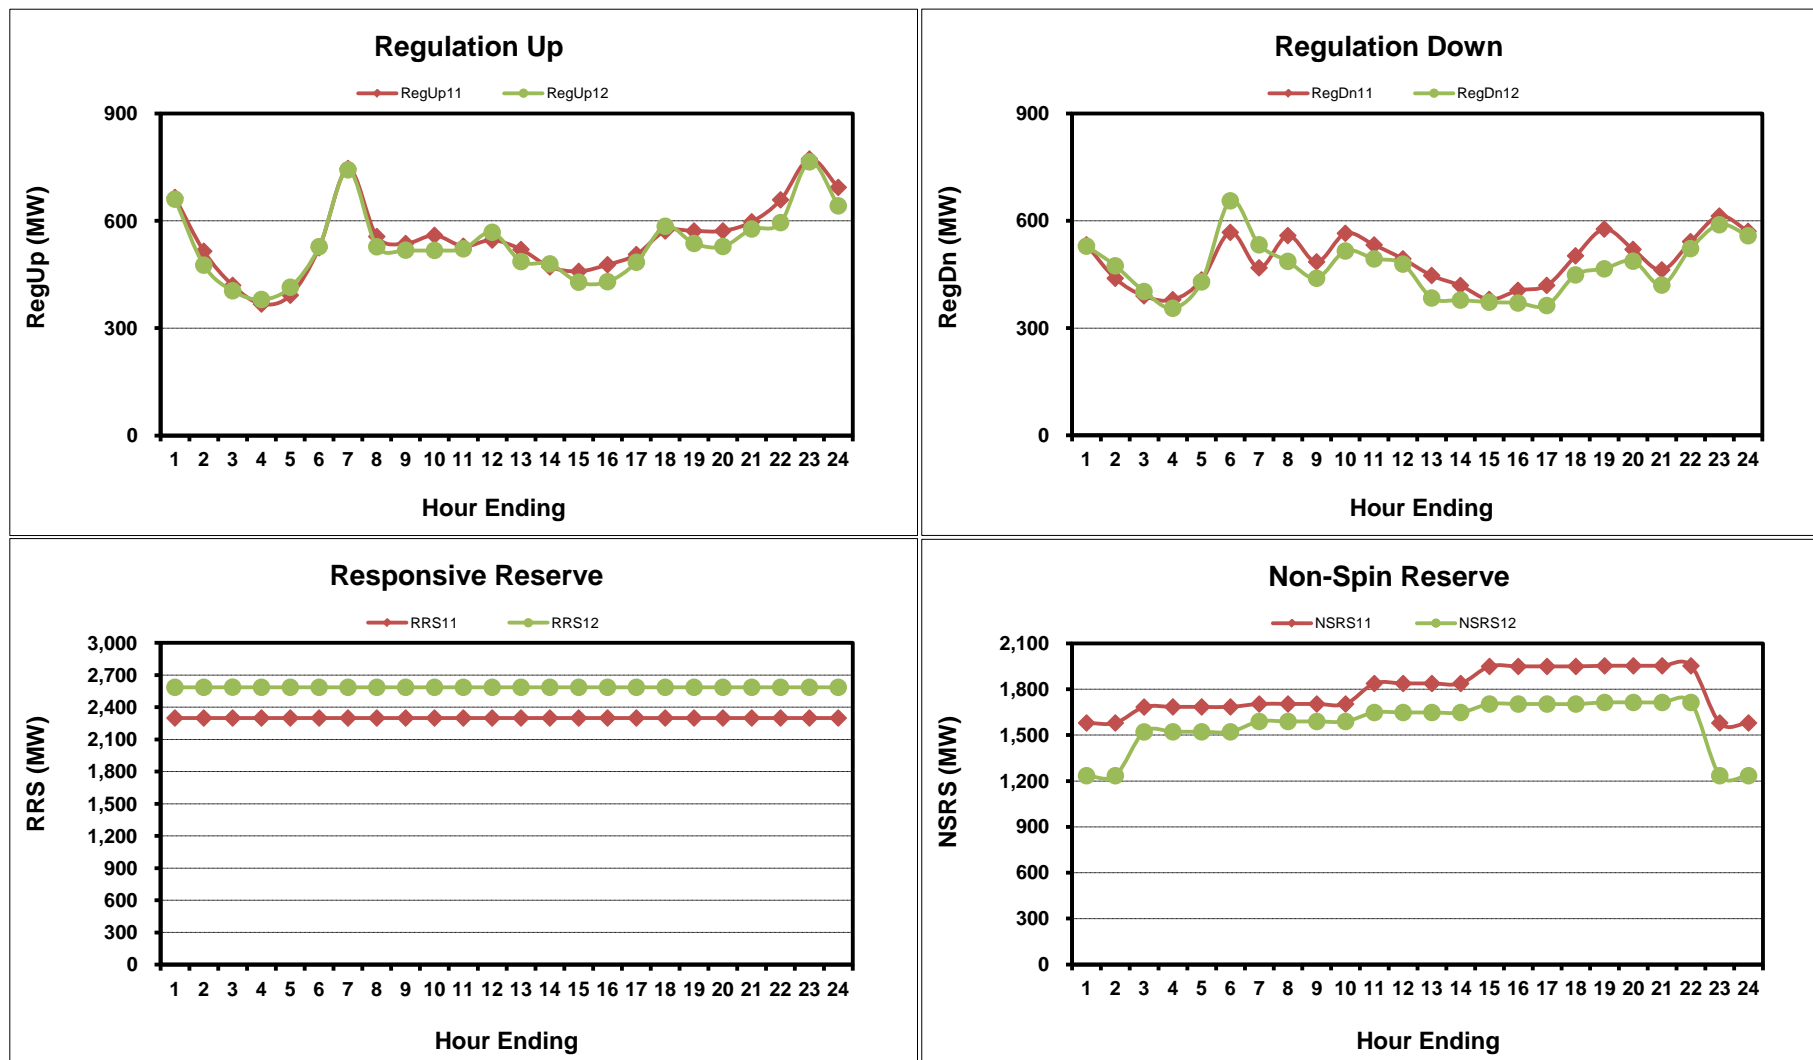 Regulation Up
RegUp11 RegUp12
900
600
300
0
RegUp (MW)
1 2 3 4 5 6 7 8 9 10 11 12 13 14 15 16 17 18 19 20 21 22 23 24
Hour Ending
Regulation Down
RegDn11 RegDn12
900
600
300
0
RegDn (MW)
1 2 3 4 5 6 7 8 9 10 11 12 13 14 15 16 17 18 19 20 21 22 23 24
Hour Ending
Responsive Reserve
RRS11 RRS12
3,000
2,700
2,400
2,100
1,800
1,500
1,200
900
600
300
0
RRS (MW)
1 2 3 4 5 6 7 8 9 10 11 12 13 14 15 16 17 18 19 20 21 22 23 24
Hour Ending
Non-Spin Reserve
NSRS11 NSRS12
2,100
1,800
1,500
1,200
900
600
300
0
NSRS (MW)
1 2 3 4 5 6 7 8 9 10 11 12 13 14 15 16 17 18 19 20 21 22 23 24
Hour Ending